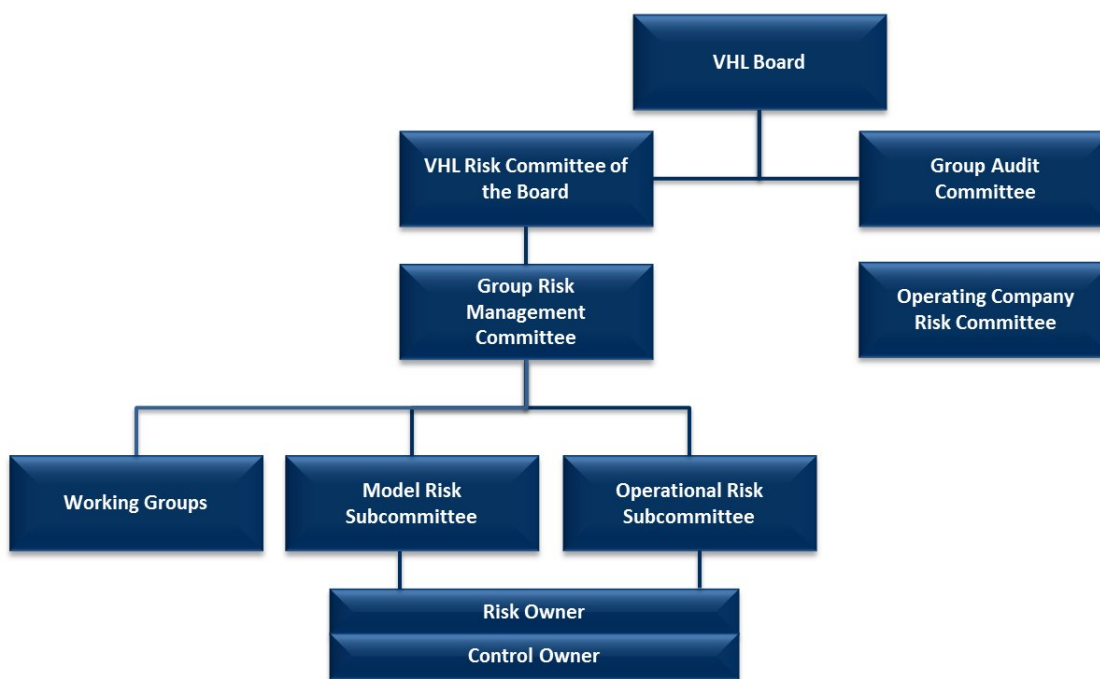 VHL Board
VHL Risk Committee of
the Board
Group Audit
Committee
Group Risk
Management
Committee
Operating Company
Risk Committee
Working Groups
Model Risk
Subcommittee
Operational Risk
Subcommittee
Risk Owner
Control Owner